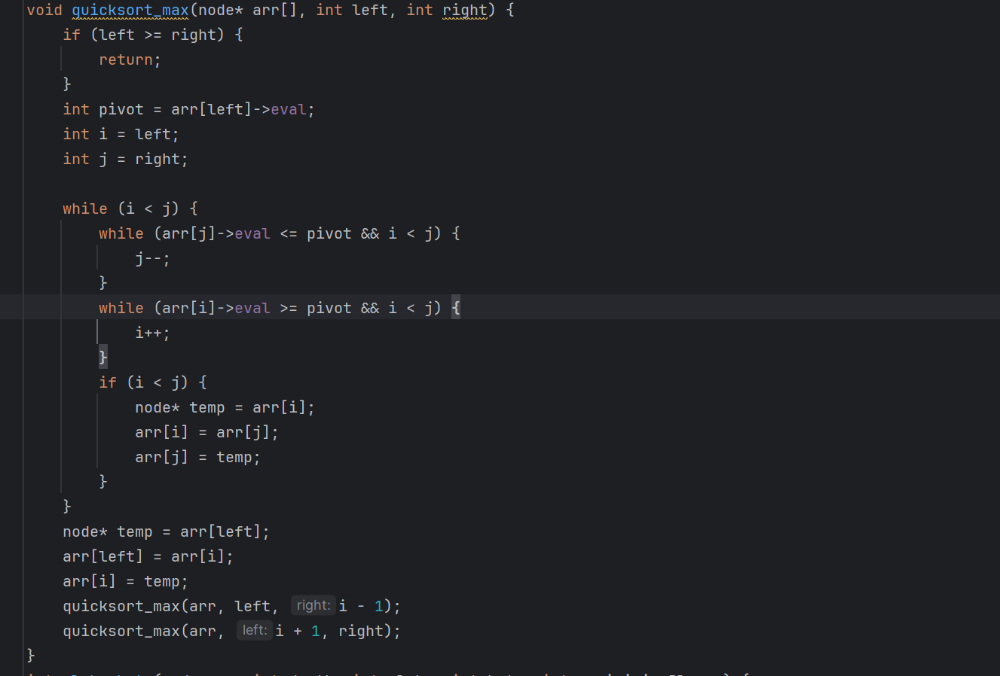 void quicksort_max(node* arr[], int left, int right) {
if (left >= right) {
return;
}
int pivot = arr[left]->eval;
int i = left;
int j = right;
while (i < j) {
while (arr[j]->eval <= pivot && i < j) {
j--;
}
while (arr[i]->eval >= pivot && i < j) {
i++;
}
if (i < j) {
node* temp = arr[i];
arr[i] = arr[j];
arr[j] = temp;
}
}
node* temp = arr[left];
arr[left] = arr[i];
arr[i] = temp;
quicksort_max(arr, left, right: i - 1);
quicksort_max(arr, left: i + 1, right);
}